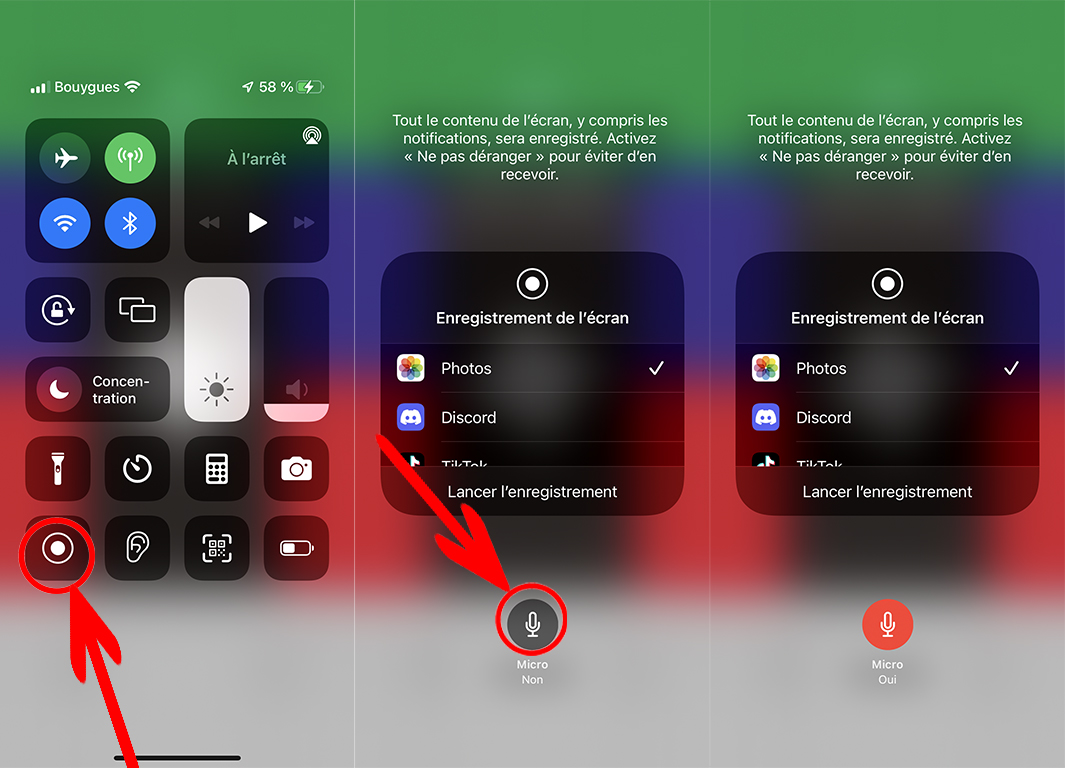 Bouygues
58 %
À l'arrêt
Concen-
tration
Tout le contenu de l'écran, y compris les
notifications, sera enregistré. Activez
« Ne pas déranger » pour éviter d'en
recevoir.
Enregistrement de l'écran
Photos
Discord
TikTok
Lancer l'enregistrement
Micro
Non
Tout le contenu de l'écran, y compris les
notifications, sera enregistré. Activez
« Ne pas déranger » pour éviter d'en
recevoir.
Enregistrement de l'écran
Photos
Discord
TikTok
Lancer l'enregistrement
Micro
Oui